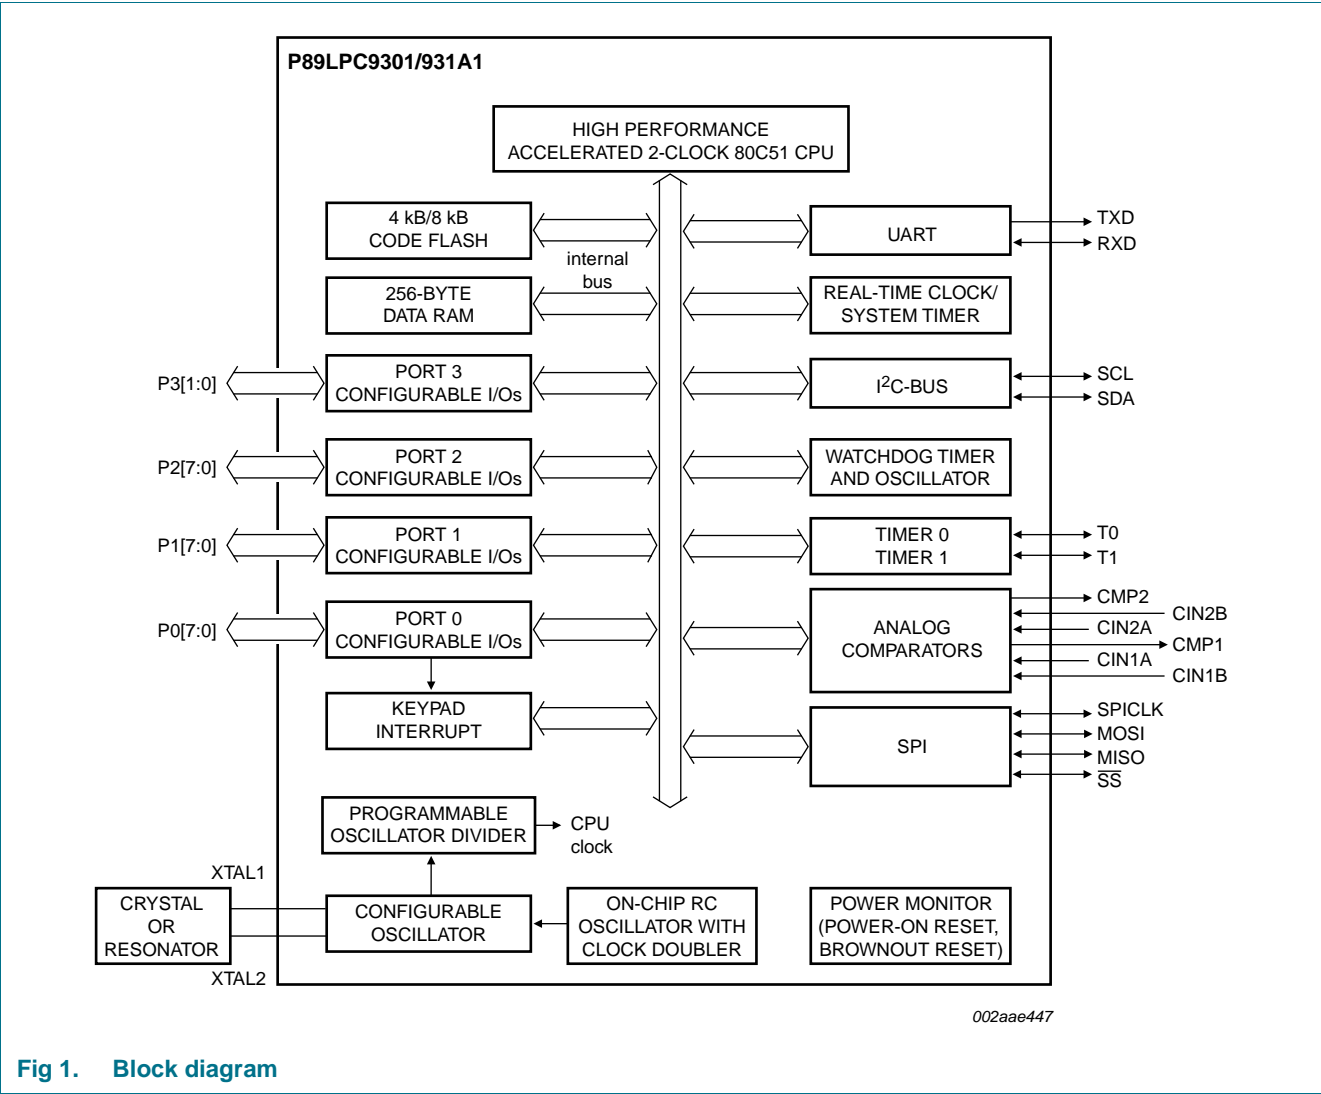 P89LPC9301/931A1
HIGH PERFORMANCE
ACCELERATED 2-CLOCK 80C51 CPU
4 kB/8 kB
CODE FLASH
internal
bus
256-BYTE
DATA RAM
P3[1:0]
PORT 3
CONFIGURABLE I/Os
P2[7:0]
PORT 2
CONFIGURABLE I/Os
P1[7:0]
PORT 1
CONFIGURABLE I/Os
P0[7:0]
PORT 0
CONFIGURABLE I/Os
KEYPAD
INTERRUPT
PROGRAMMABLE
OSCILLATOR DIVIDER
CPU
clock
XTAL1
CRYSTAL
OR
RESONATOR
XTAL2
CONFIGURABLE
OSCILLATOR
ON-CHIP RC
OSCILLATOR WITH
CLOCK DOUBLER
UART
TXD
RXD
REAL-TIME CLOCK/
SYSTEM TIMER
I2C-BUS
SCL
SDA
WATCHDOG TIMER
AND OSCILLATOR
TIMER 0
TIMER 1
T0
T1
ANALOG
COMPARATORS
CMP2
CIN2B
CIN2A
CMP1
CIN1A
CIN1B
SPI
SPICLK
MOSI
MISO
SS
POWER MONITOR
(POWER-ON RESET,
BROWNOUT RESET)
002aae447
Fig 1. Block diagram